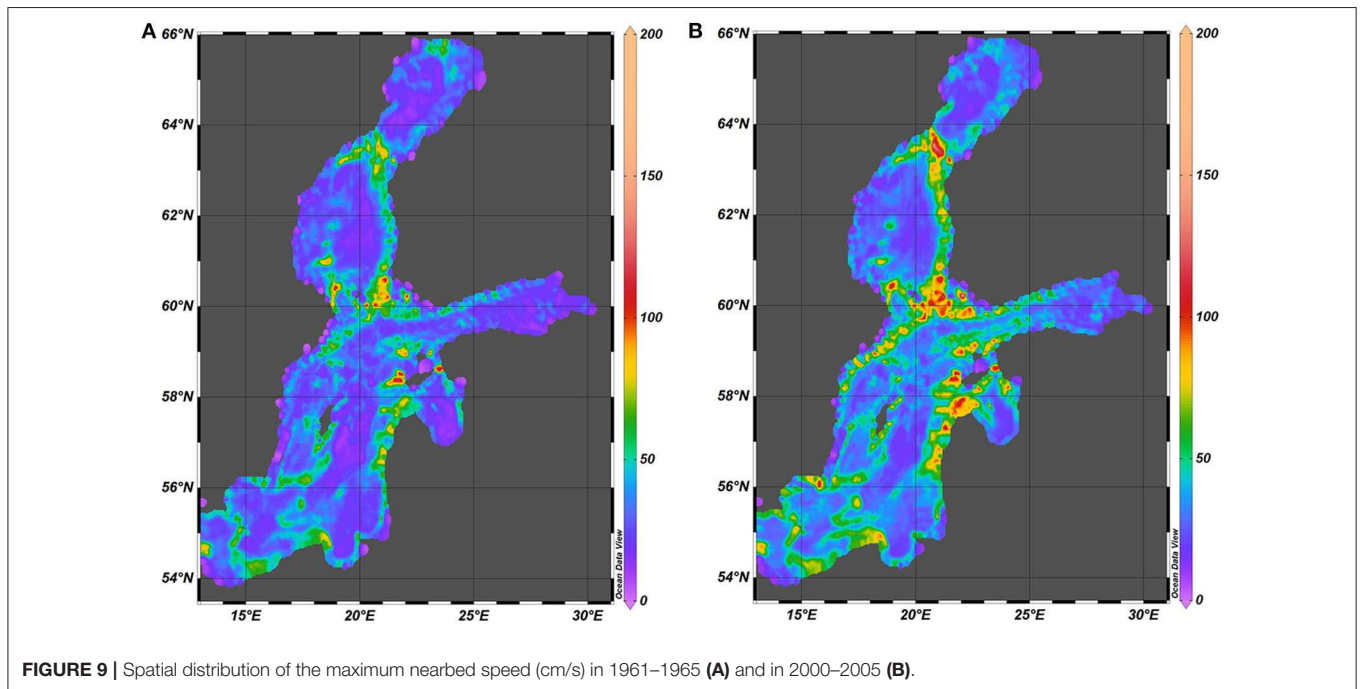 A
66°N
64°N
62°N
60°N
58°N
56°N
54°N
15°E 20°E 25°E 30°E
200
150
100
50
0
Ocean Data View
B
66°N
64°N
62°N
60°N
58°N
56°N
54°N
15°E 20°E 25°E 30°E
200
150
100
50
0
Ocean Data View
FIGURE 9 | Spatial distribution of the maximum nearbed speed (cm/s) in 1961–1965 (A) and in 2000–2005 (B).